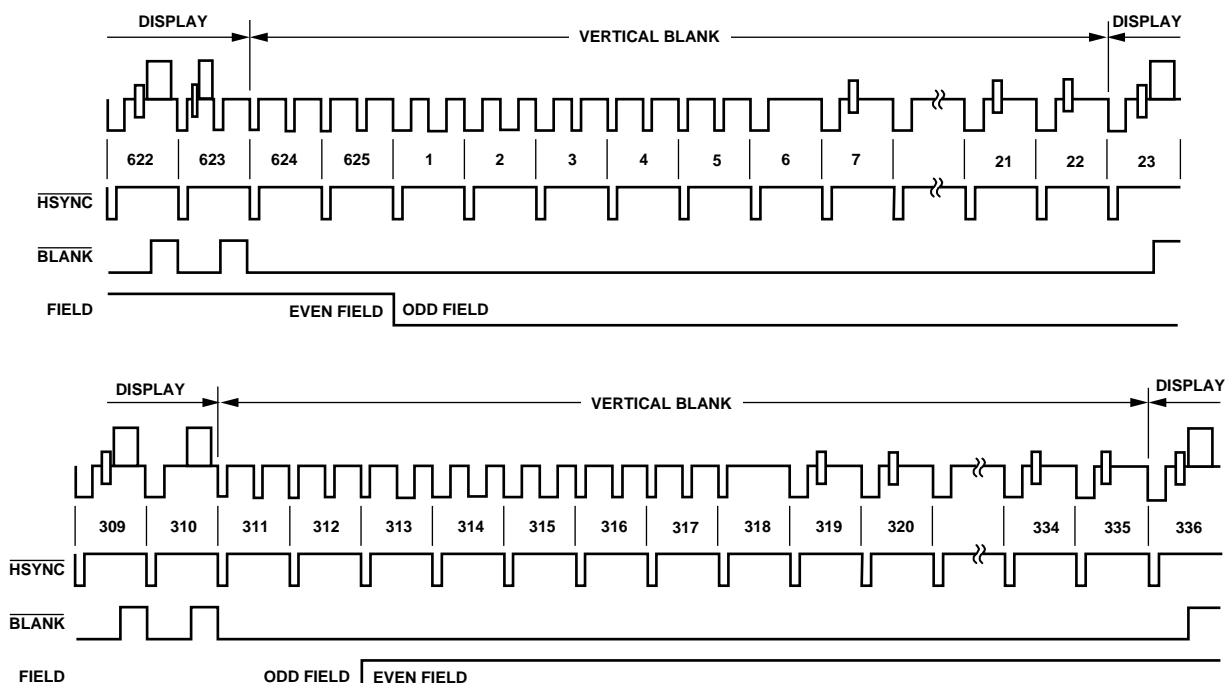 DISPLAY VERTICAL BLANK DISPLAY
622 623 624 625 1 2 3 4 5 6 7 21 22 23
HSYNC
BLANK
FIELD EVEN FIELD ODD FIELD
DISPLAY VERTICAL BLANK DISPLAY
309 310 311 312 313 314 315 316 317 318 319 320 334 335 336
HSYNC
BLANK
FIELD ODD FIELD EVEN FIELD